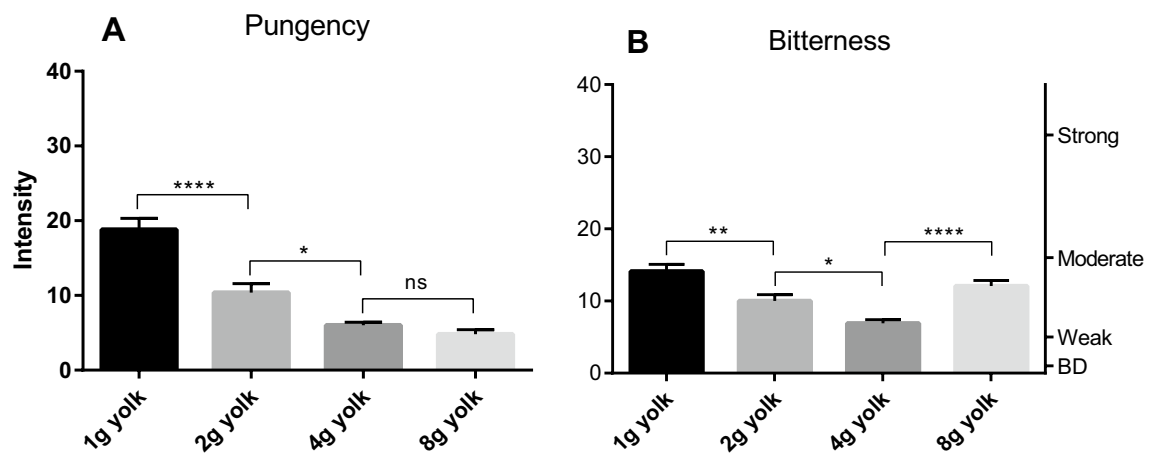 A
Pungency
Intensity
40
30
20
10
0
****
*
ns
1g yolk
2g yolk
4g yolk
8g yolk
B
Bitterness
40
30
20
10
0
**
*
****
Strong
Moderate
Weak
BD
1g yolk
2g yolk
4g yolk
8g yolk